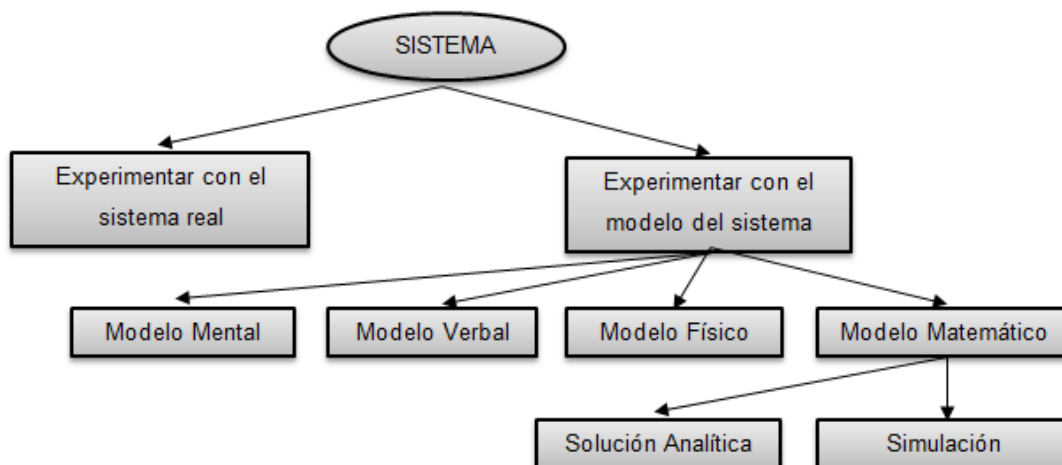 SISTEMA
Experimentar con el
sistema real
Experimentar con el
modelo del sistema
Modelo Mental
Modelo Verbal
Modelo Físico
Modelo Matemático
Solución Analítica
Simulación